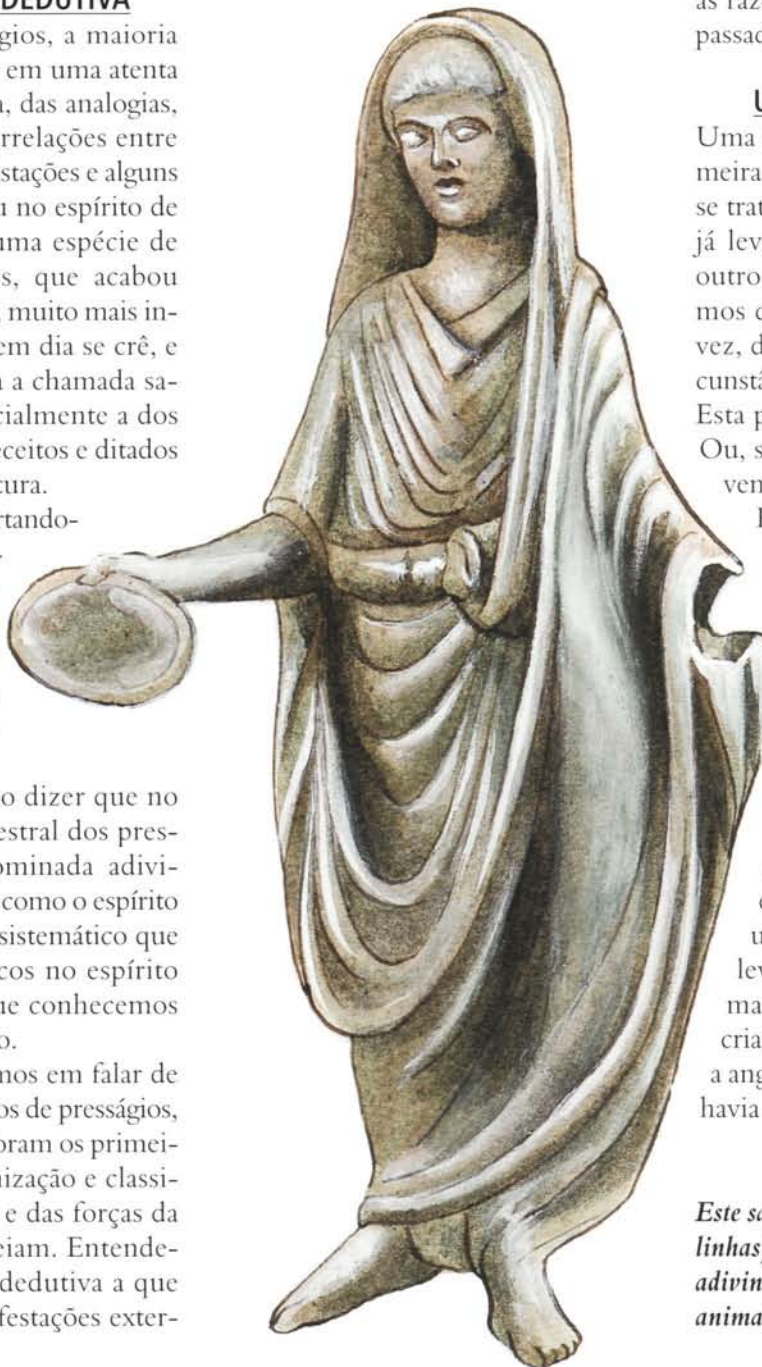 DEDUTIVA
gios, a maioria
em uma atenta
a, das analogias,
rrelações entre
stações e alguns
u no espírito de
uma espécie de
s, que acabou
muito mais in-
em dia se crê, e
a a chamada sa-
cialmente a dos
eceitos e ditados
tura.
rtando-
o dizer que no
estral dos pres-
ominada adivi-
como o espírito
sistemático que
cos no espírito
ue conhecemos
o.
mos em falar de
os de presságios,
oram os primei-
nização e classi-
e das forças da
eiam. Entende-
dedutiva a que
festações exter-
as razõ
passad
U
Uma
meira
se trat
já lev
outro
mos d
vez, d
cunstâ
Esta p
Ou, s
ven
u
lev
ma
cria
a ang
havia
Este sa
linhas,
adivin
anima